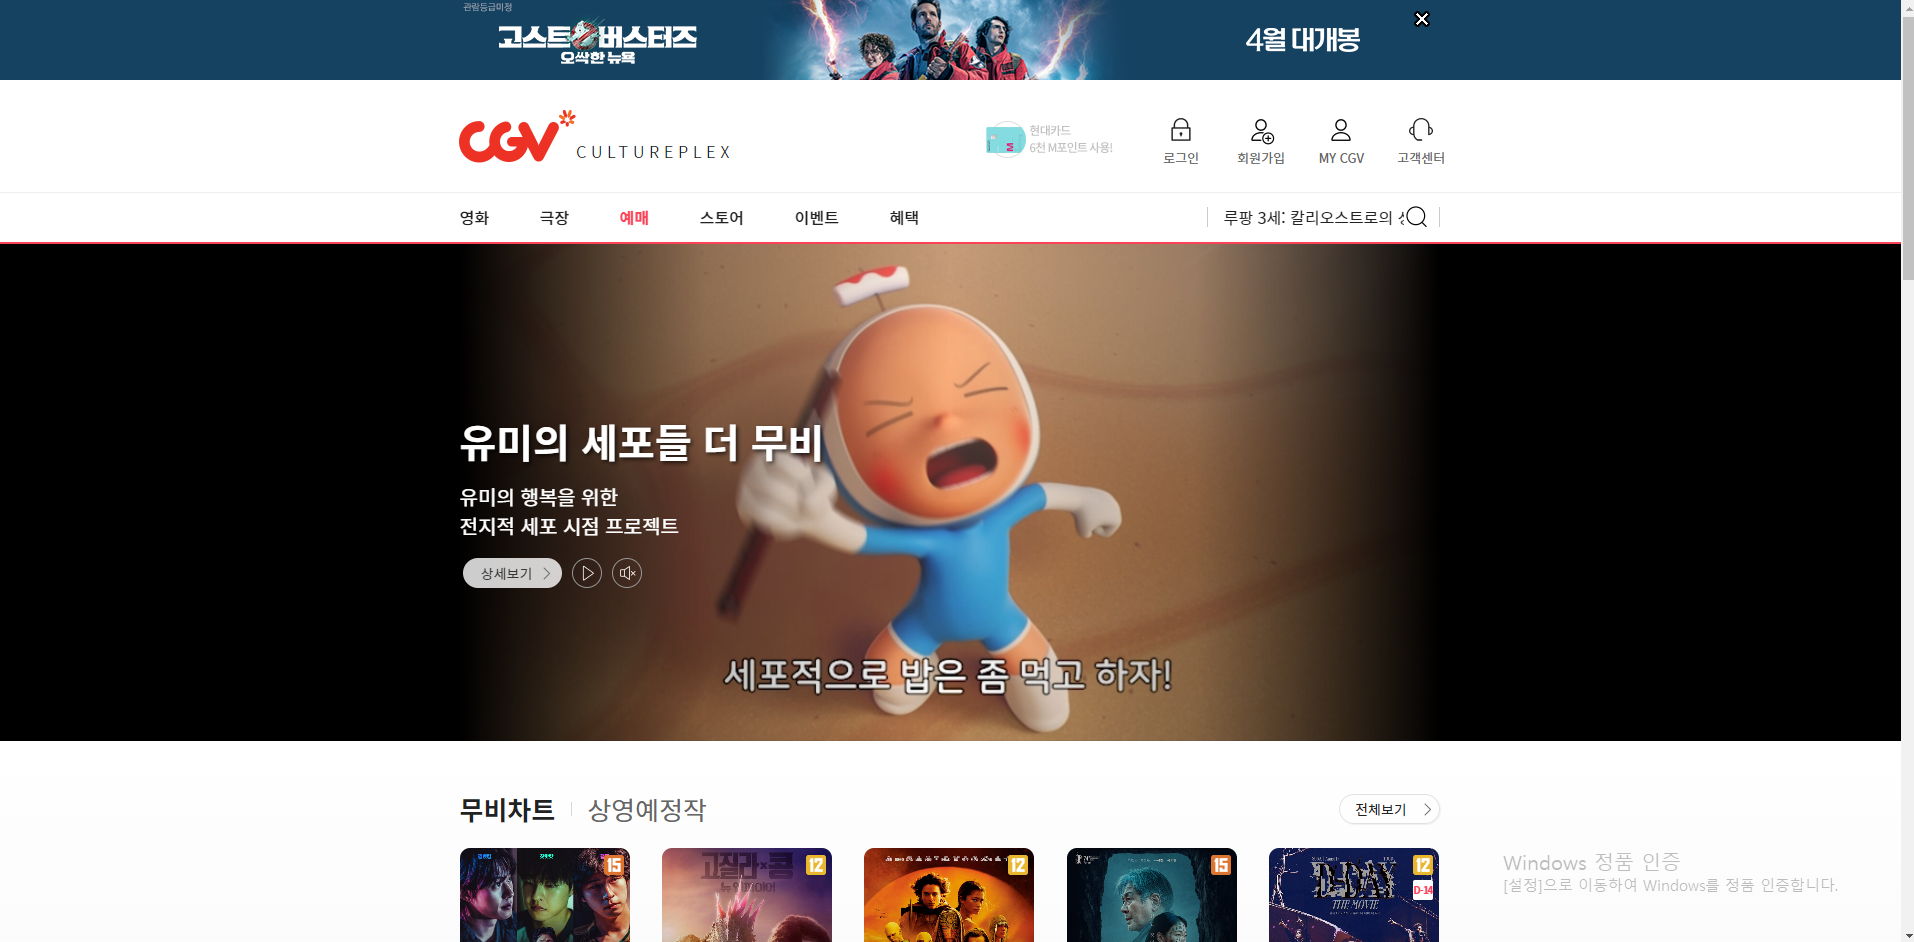 관람등급미정
고스트버스터즈
오싹한 뉴욕
4월 대개봉
CGV
CULTUREPLEX
현대카드
6천 M포인트 사용!
로그인
회원가입
MY CGV
고객센터
영화
극장
예매
스토어
이벤트
혜택
루팡 3세: 칼리오스트로의
유미의 세포들 더 무비
유미의 행복을 위한
전지적 세포 시점 프로젝트
상세보기
세포적으로 밥은 좀 먹고 하자!
무비차트
상영예정작
전체보기
15
고질라×콩
뉴 엠파이어
12
12
15
D-DAY
THE MOVIE
12
D-14
Windows 정품 인증
[설정]으로 이동하여 Windows를 정품 인증합니다.